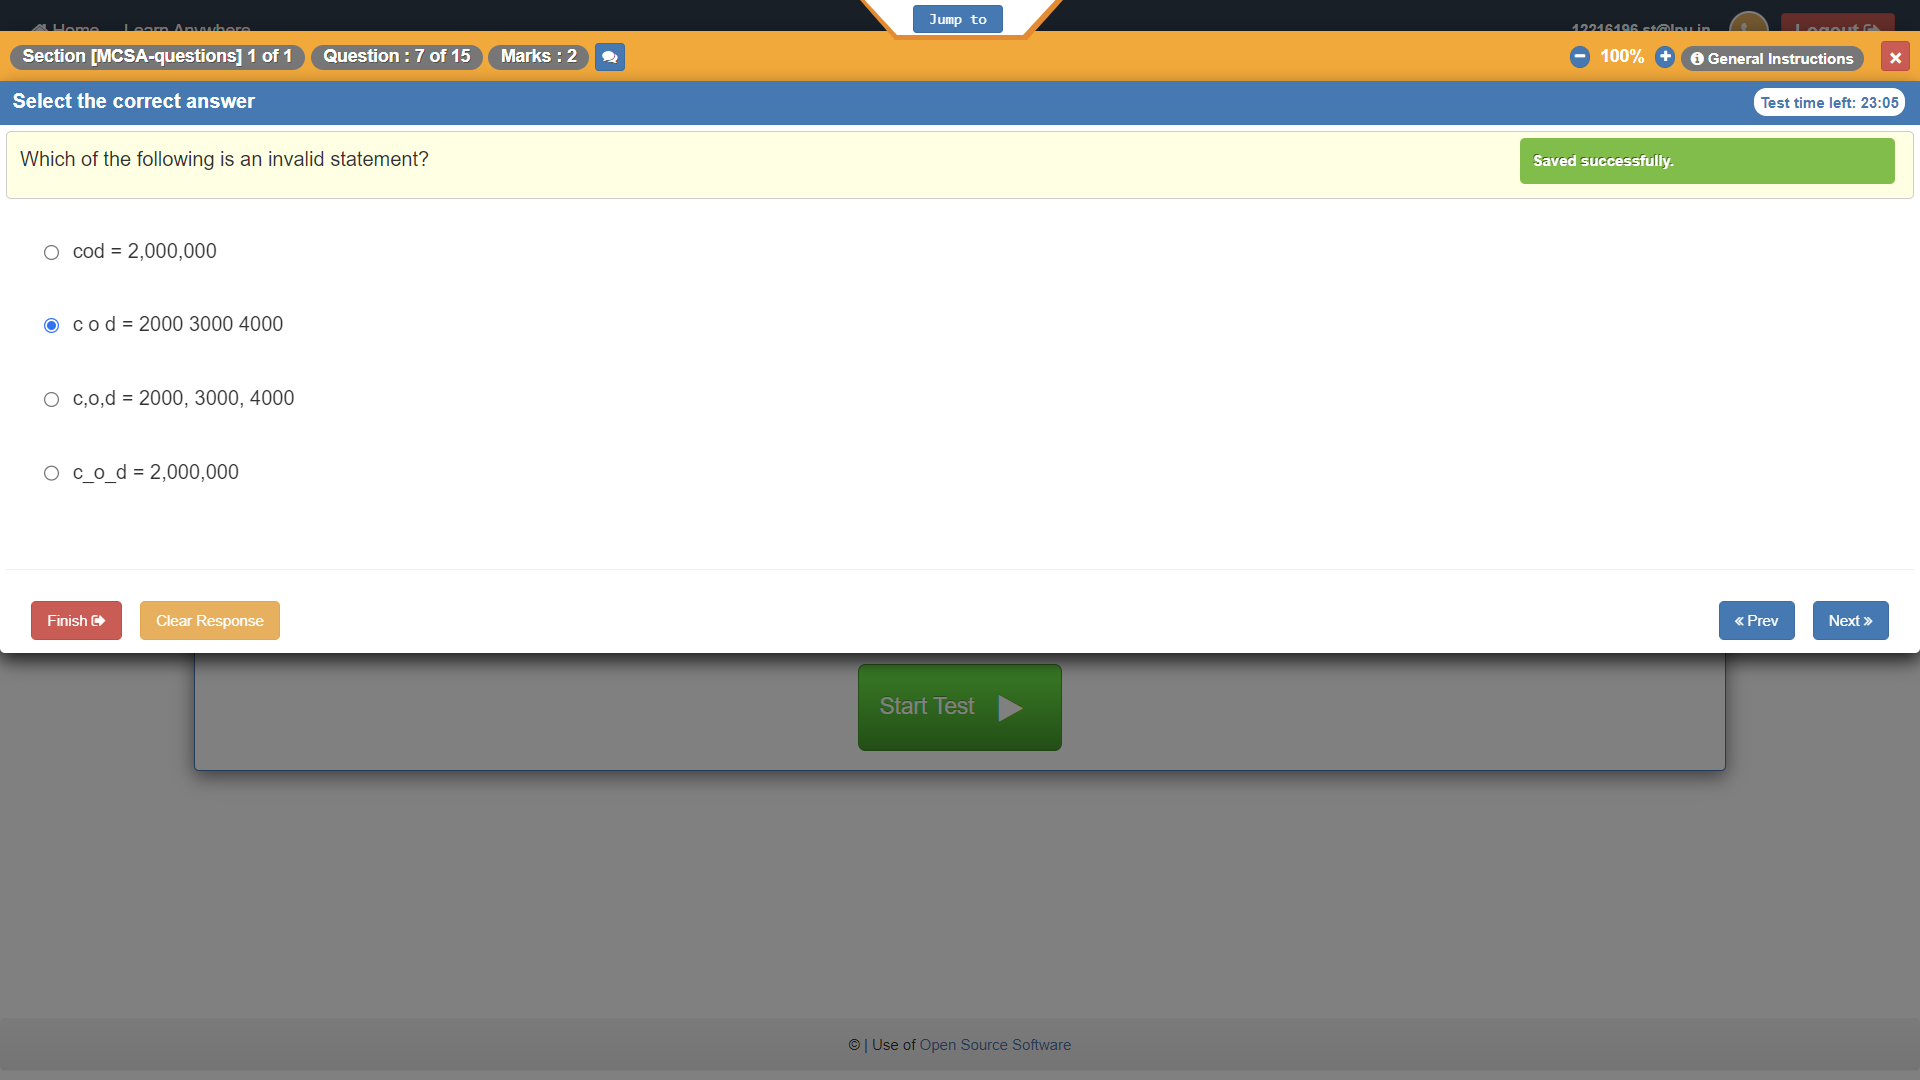 Jump to
Home Learn Anywhere
12216196.st@lpu.in Logout
Section [MCSA-questions] 1 of 1 Question : 7 of 15 Marks : 2
100% General Instructions
Select the correct answer
Test time left: 23:05
Which of the following is an invalid statement?
Saved successfully.
cod = 2,000,000
c o d = 2000 3000 4000
c,o,d = 2000, 3000, 4000
c_o_d = 2,000,000
Finish Clear Response
« Prev Next »
Start Test
© | Use of Open Source Software